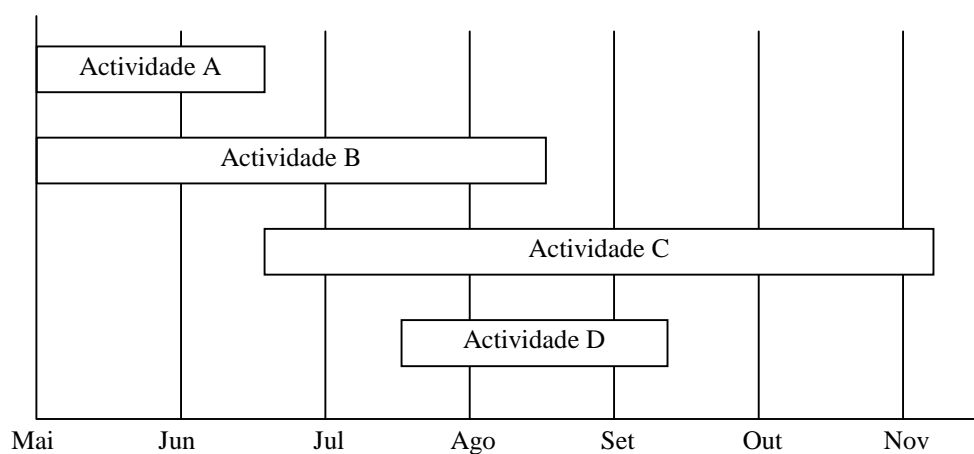 Actividade A
Actividade B
Actividade C
Actividade D
Mai Jun Jul Ago Set Out Nov